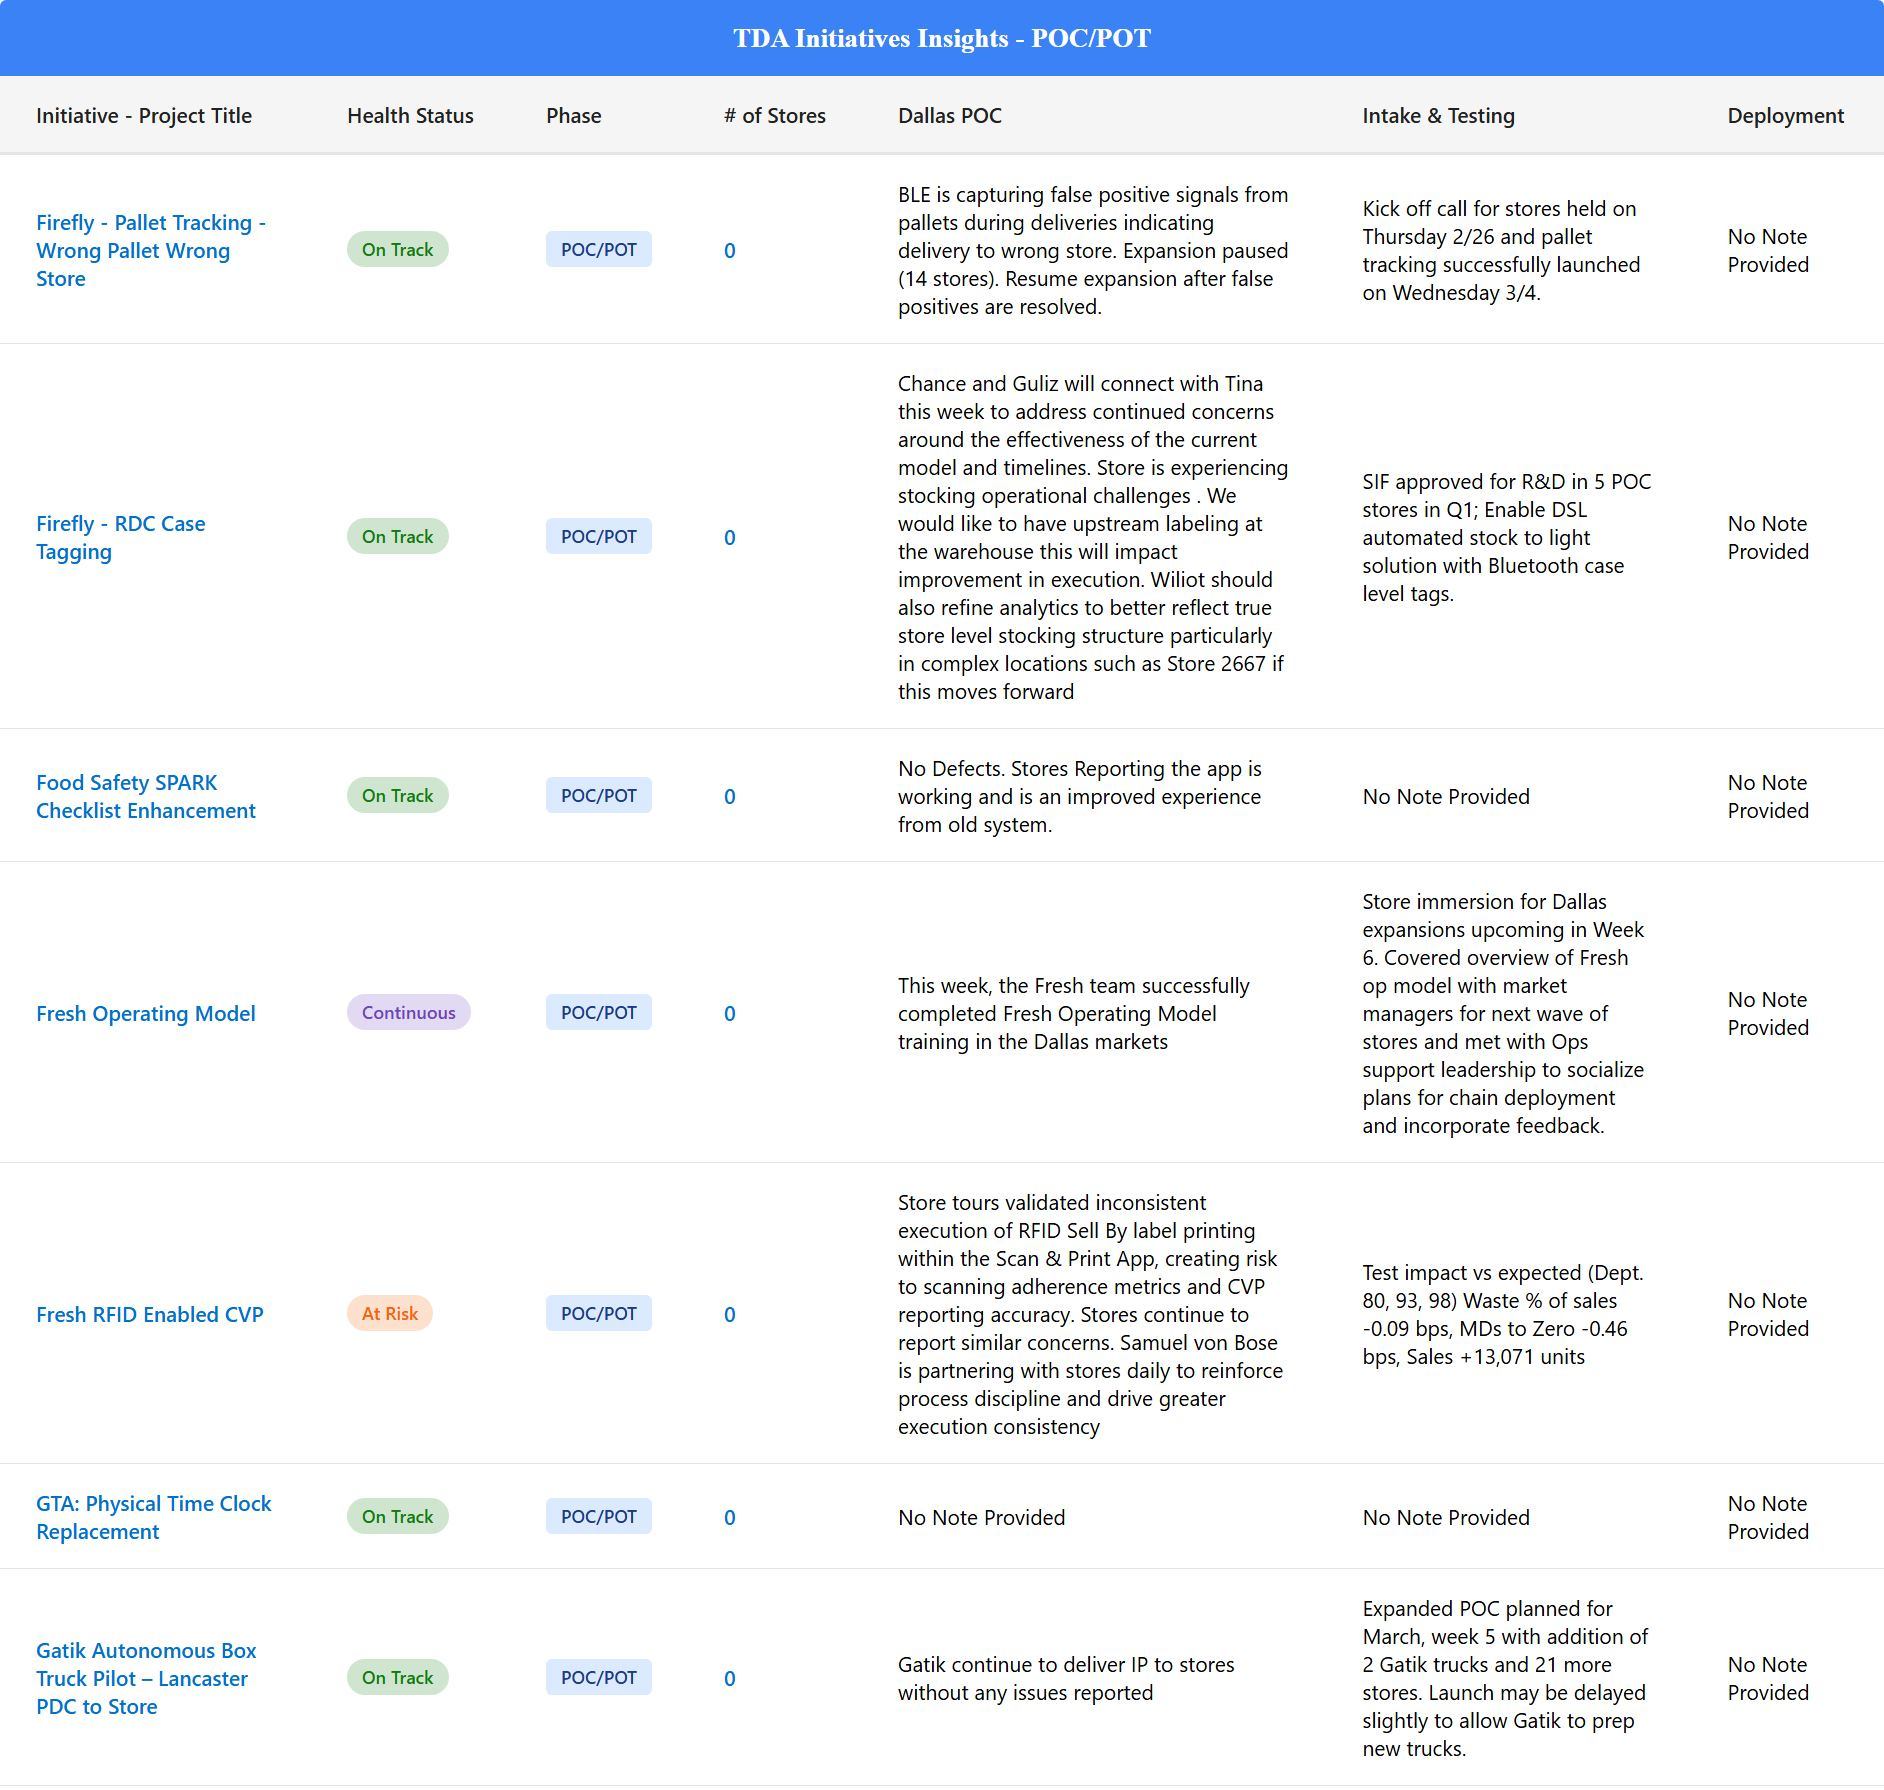 TDA Initiatives Insights - POC/POT
Initiative - Project Title
Health Status
Phase
# of Stores
Dallas POC
Intake & Testing
Deployment
Firefly - Pallet Tracking -
Wrong Pallet Wrong
Store
On Track
POC/POT
0
BLE is capturing false positive signals from
pallets during deliveries indicating
delivery to wrong store. Expansion paused
(14 stores). Resume expansion after false
positives are resolved.
Kick off call for stores held on
Thursday 2/26 and pallet
tracking successfully launched
on Wednesday 3/4.
No Note
Provided
Firefly - RDC Case
Tagging
On Track
POC/POT
0
Chance and Guliz will connect with Tina
this week to address continued concerns
around the effectiveness of the current
model and timelines. Store is experiencing
stocking operational challenges . We
would like to have upstream labeling at
the warehouse this will impact
improvement in execution. Wiliot should
also refine analytics to better reflect true
store level stocking structure particularly
in complex locations such as Store 2667 if
this moves forward
SIF approved for R&D in 5 POC
stores in Q1; Enable DSL
automated stock to light
solution with Bluetooth case
level tags.
No Note
Provided
Food Safety SPARK
Checklist Enhancement
On Track
POC/POT
0
No Defects. Stores Reporting the app is
working and is an improved experience
from old system.
No Note Provided
No Note
Provided
Fresh Operating Model
Continuous
POC/POT
0
This week, the Fresh team successfully
completed Fresh Operating Model
training in the Dallas markets
Store immersion for Dallas
expansions upcoming in Week
6. Covered overview of Fresh
op model with market
managers for next wave of
stores and met with Ops
support leadership to socialize
plans for chain deployment
and incorporate feedback.
No Note
Provided
Fresh RFID Enabled CVP
At Risk
POC/POT
0
Store tours validated inconsistent
execution of RFID Sell By label printing
within the Scan & Print App, creating risk
to scanning adherence metrics and CVP
reporting accuracy. Stores continue to
report similar concerns. Samuel von Bose
is partnering with stores daily to reinforce
process discipline and drive greater
execution consistency
Test impact vs expected (Dept.
80, 93, 98) Waste % of sales
-0.09 bps, MDs to Zero -0.46
bps, Sales +13,071 units
No Note
Provided
GTA: Physical Time Clock
Replacement
On Track
POC/POT
0
No Note Provided
No Note Provided
No Note
Provided
Gatik Autonomous Box
Truck Pilot – Lancaster
PDC to Store
On Track
POC/POT
0
Gatik continue to deliver IP to stores
without any issues reported
Expanded POC planned for
March, week 5 with addition of
2 Gatik trucks and 21 more
stores. Launch may be delayed
slightly to allow Gatik to prep
new trucks.
No Note
Provided